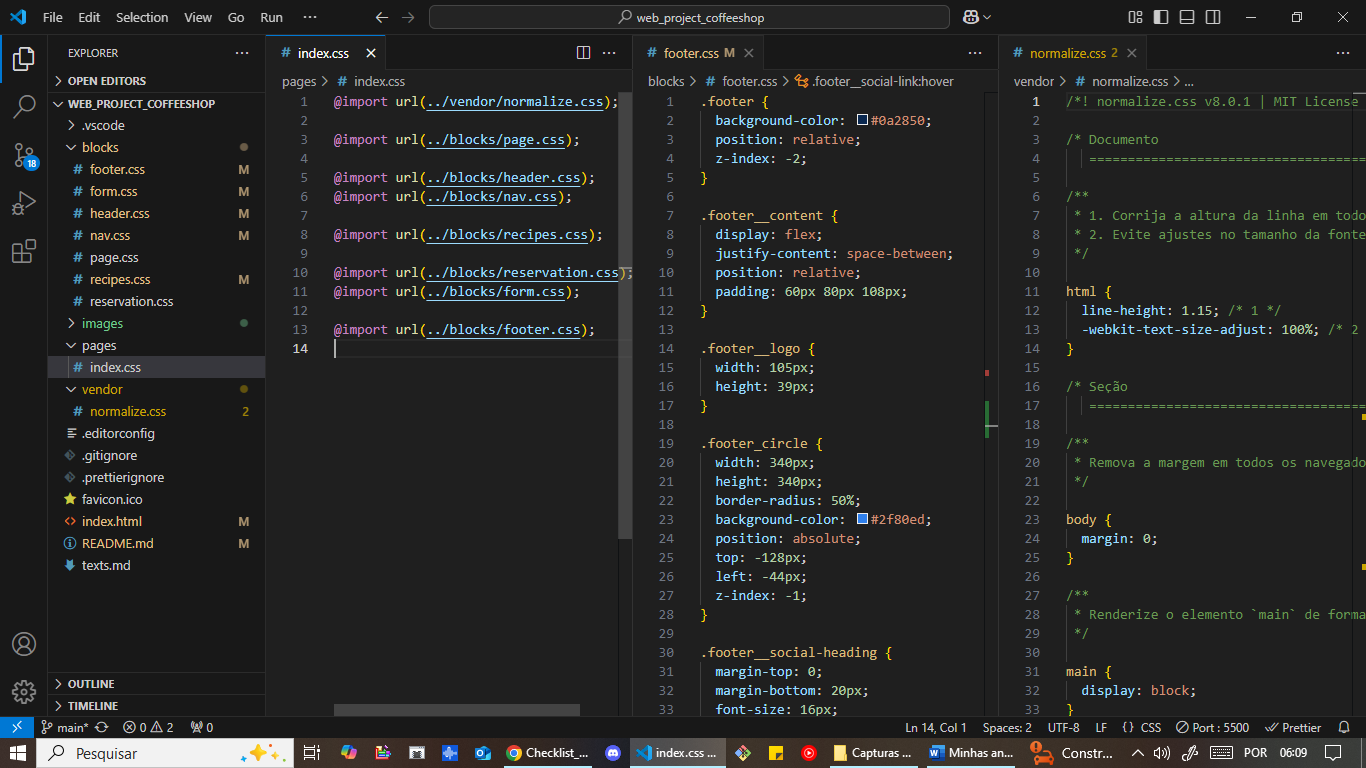 File Edit Selection View Go Run ··· web_project_coffeeshop
EXPLORER ···
OPEN EDITORS
WEB_PROJECT_COFFEESHOP
.vscode
blocks
# footer.css M
# form.css M
# header.css M
# nav.css M
# page.css
# recipes.css M
# reservation.css
images
pages
# index.css
vendor
# normalize.css 2
.editorconfig
.gitignore
.prettierignore
favicon.ico
<> index.html M
README.md M
texts.md
OUTLINE
TIMELINE
# index.css
pages > # index.css
1 @import url(../vendor/normalize.css);
2
3 @import url(../blocks/page.css);
4
5 @import url(../blocks/header.css);
6 @import url(../blocks/nav.css);
7
8 @import url(../blocks/recipes.css);
9
10 @import url(../blocks/reservation.css);
11 @import url(../blocks/form.css);
12
13 @import url(../blocks/footer.css);
14
# footer.css M
blocks > # footer.css > .footer__social-link:hover
1 .footer {
2 background-color: #0a2850;
3 position: relative;
4 z-index: -2;
5 }
6
7 .footer__content {
8 display: flex;
9 justify-content: space-between;
10 position: relative;
11 padding: 60px 80px 108px;
12 }
13
14 .footer__logo {
15 width: 105px;
16 height: 39px;
17 }
18
19 .footer_circle {
20 width: 340px;
21 height: 340px;
22 border-radius: 50%;
23 background-color: #2f80ed;
24 position: absolute;
25 top: -128px;
26 left: -44px;
27 z-index: -1;
28 }
29
30 .footer__social-heading {
31 margin-top: 0;
32 margin-bottom: 20px;
33 font-size: 16px;
# normalize.css 2
vendor > # normalize.css > ...
1 /*! normalize.css v8.0.1 | MIT License
2
3 /* Documento
4 ====================================
5
6 /**
7 * 1. Corrija a altura da linha em todo
8 * 2. Evite ajustes no tamanho da fonte
9 */
10
11 html {
12 line-height: 1.15; /* 1 */
13 -webkit-text-size-adjust: 100%; /* 2
14 }
15
16 /* Seção
17 ====================================
18
19 /**
20 * Remova a margem em todos os navegado
21 */
22
23 body {
24 margin: 0;
25 }
26
27 /**
28 * Renderize o elemento `main` de forma
29 */
30
31 main {
32 display: block;
33 }
18
main* 0 2 0 Ln 14, Col 1 Spaces: 2 UTF-8 LF { } CSS Port : 5500 Prettier
Pesquisar Checklist_... index.css ... Capturas ... Minhas an... Constr... POR 06:09